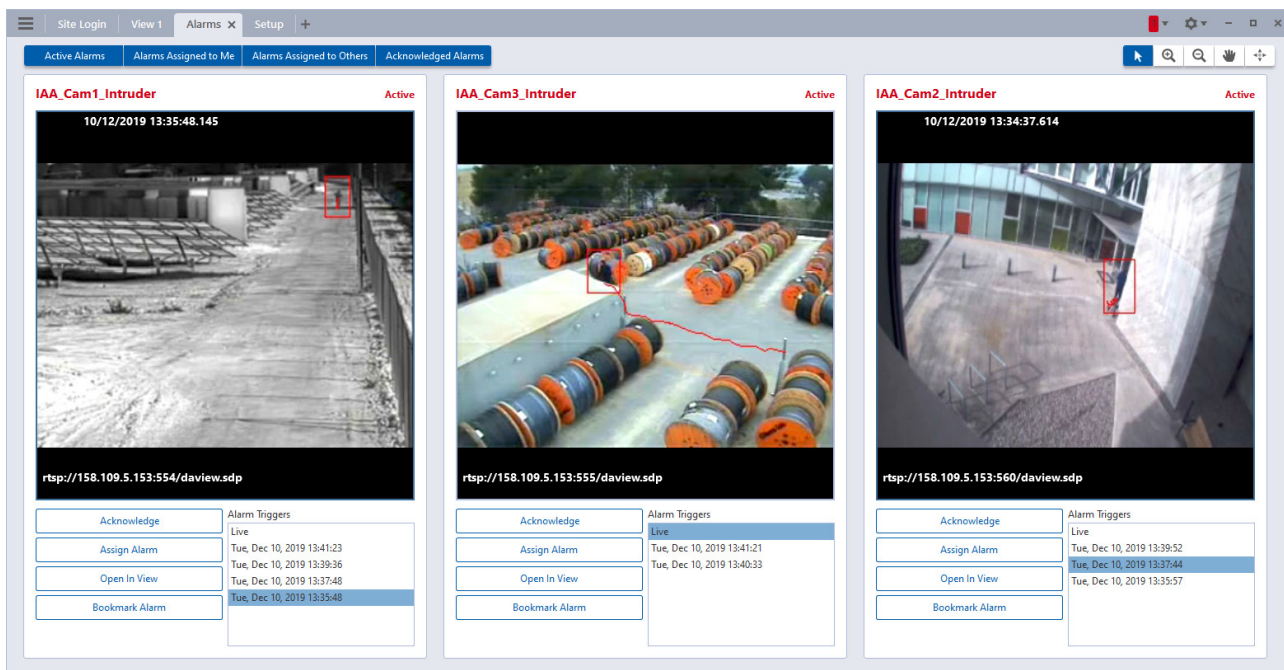 Site Login View 1 Alarms Setup
Active Alarms Alarms Assigned to Me Alarms Assigned to Others Acknowledged Alarms
IAA_Cam1_Intruder Active
10/12/2019 13:35:48.145
rtsp://158.109.5.153:554/daview.sdp
Acknowledge
Assign Alarm
Open In View
Bookmark Alarm
Alarm Triggers
Live
Tue, Dec 10, 2019 13:41:23
Tue, Dec 10, 2019 13:39:36
Tue, Dec 10, 2019 13:37:48
Tue, Dec 10, 2019 13:35:48
IAA_Cam3_Intruder Active
rtsp://158.109.5.153:555/daview.sdp
Acknowledge
Assign Alarm
Open In View
Bookmark Alarm
Alarm Triggers
Live
Tue, Dec 10, 2019 13:41:21
Tue, Dec 10, 2019 13:40:33
IAA_Cam2_Intruder Active
10/12/2019 13:34:37.614
rtsp://158.109.5.153:560/daview.sdp
Acknowledge
Assign Alarm
Open In View
Bookmark Alarm
Alarm Triggers
Live
Tue, Dec 10, 2019 13:39:52
Tue, Dec 10, 2019 13:37:44
Tue, Dec 10, 2019 13:35:57